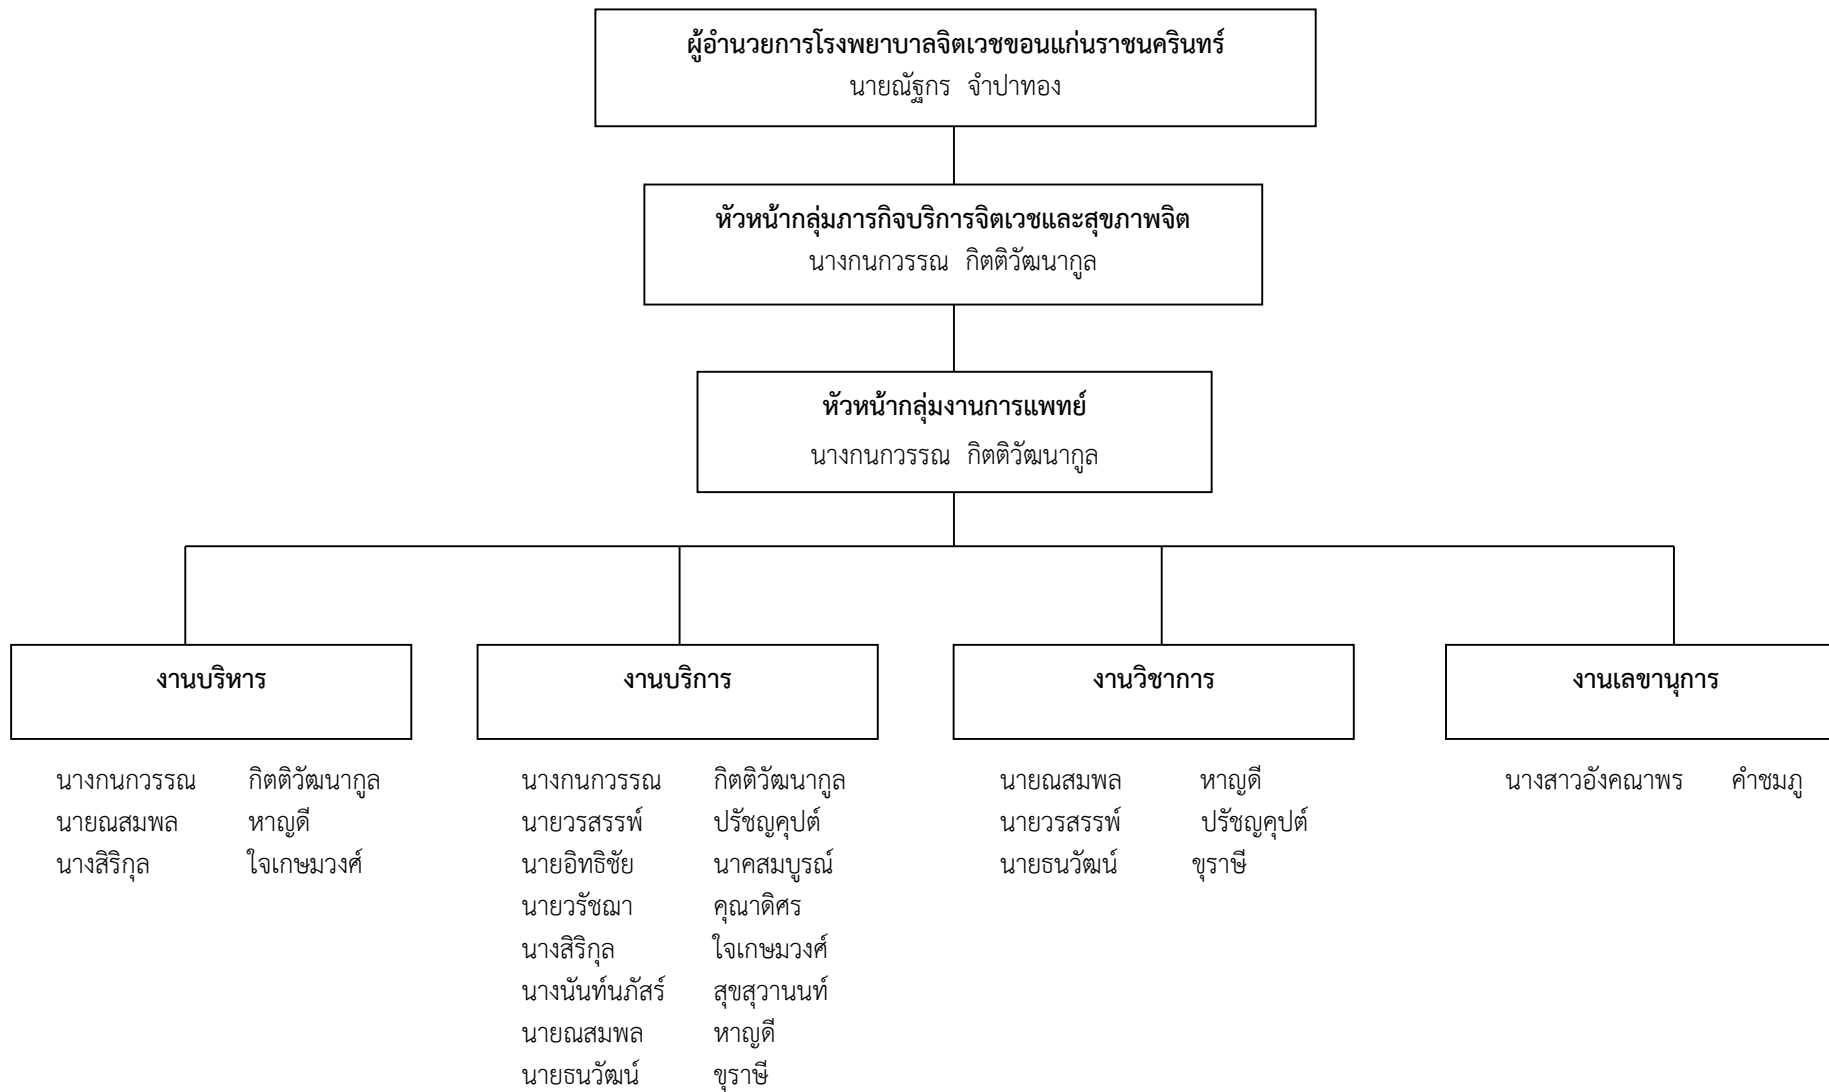 ผู้อำนวยการโรงพยาบาลจิตเวชขอนแก่นราชนครินทร์
นายณัฐกร จำปาทอง
หัวหน้ากลุ่มภารกิจบริการจิตเวชและสุขภาพจิต
นางกนกวรรณ กิตติวัฒนากูล
หัวหน้ากลุ่มงานการแพทย์
นางกนกวรรณ กิตติวัฒนากูล
งานบริหาร
นางกนกวรรณ กิตติวัฒนากูล
นายณสมพล หาญดี
นางสิริกุล ใจเกษมวงศ์
งานบริการ
นางกนกวรรณ กิตติวัฒนากูล
นายวรสรรพ์ ปรัชญคุปต์
นายอิทธิชัย นาคสมบูรณ์
นายวรัชฌา คุณาดิศร
นางสิริกุล ใจเกษมวงศ์
นางนันท์นภัสร์ สุขสุวานนท์
นายณสมพล หาญดี
นายธนวัฒน์ ขุราษี
งานวิชาการ
นายณสมพล หาญดี
นายวรสรรพ์ ปรัชญคุปต์
นายธนวัฒน์ ขุราษี
งานเลขานุการ
นางสาวอังคณาพร คำชมภู